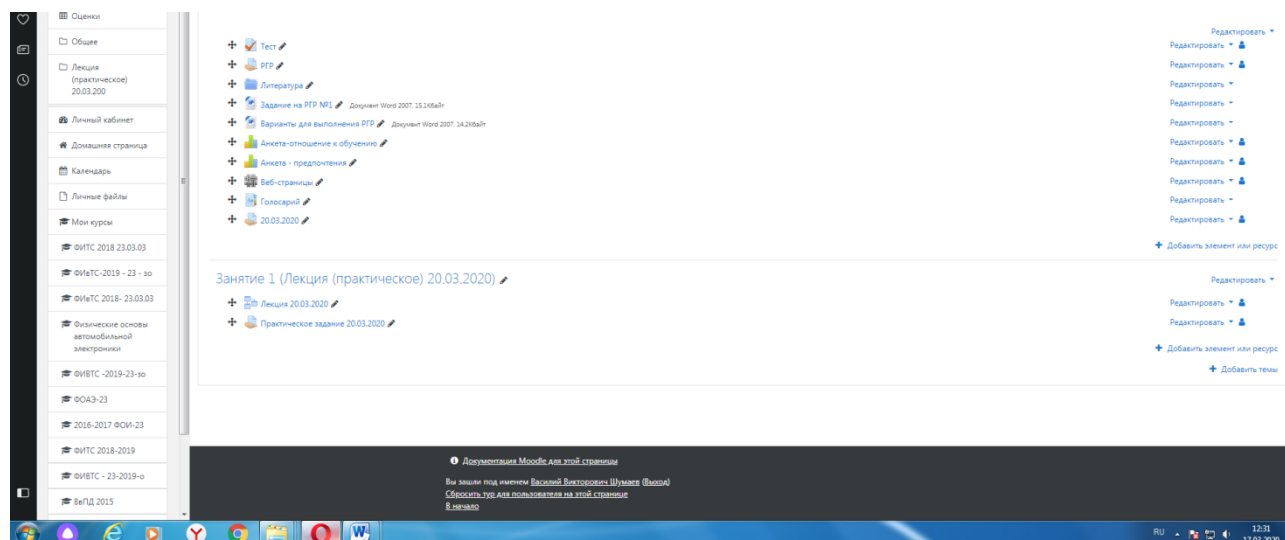 Оценки
Общее
Лекция
(практическое)
20.03.200
Личный кабинет
Домашняя страница
Календарь
Личные файлы
Мои курсы
ФИТС 2018 23.03.03
ФИвТС-2019 - 23 - зо
ФИвТС 2018- 23.03.03
Физические основы
автомобильной
электроники
ФИВТС -2019-23-зо
ФОАЭ-23
2016-2017 ФОИ-23
ФИТС 2018-2019
ФИВТС - 23-2019-о
ВвПД 2015
Редактировать
Тест Редактировать
РГР Редактировать
Литература Редактировать
Задание на РГР №1 Документ Word 2007, 15.1Кбайт Редактировать
Варианты для выполнения РГР Документ Word 2007, 14.2Кбайт Редактировать
Анкета-отношение к обучению Редактировать
Анкета - предпочтения Редактировать
Веб-страницы Редактировать
Голосарий Редактировать
20.03.2020 Редактировать
+ Добавить элемент или ресурс
Занятие 1 (Лекция (практическое) 20.03.2020) Редактировать
Лекция 20.03.2020 Редактировать
Практическое задание 20.03.2020 Редактировать
+ Добавить элемент или ресурс
+ Добавить темы
Документация Moodle для этой страницы
Вы зашли под именем Василий Викторович Шумаев (Выход)
Сбросить тур для пользователя на этой странице
В начало
RU 12:31
17.03.2020